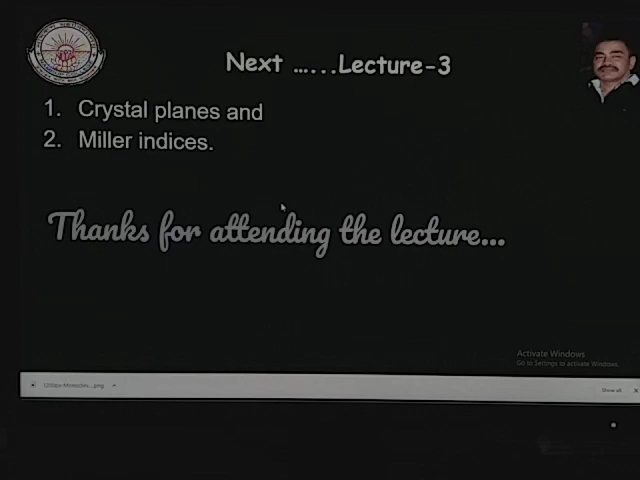 Next ......Lecture-3
1. Crystal planes and
2. Miller indices.
Thanks for attending the lecture...
Activate Windows
Go to Settings to activate Windows.
Show all